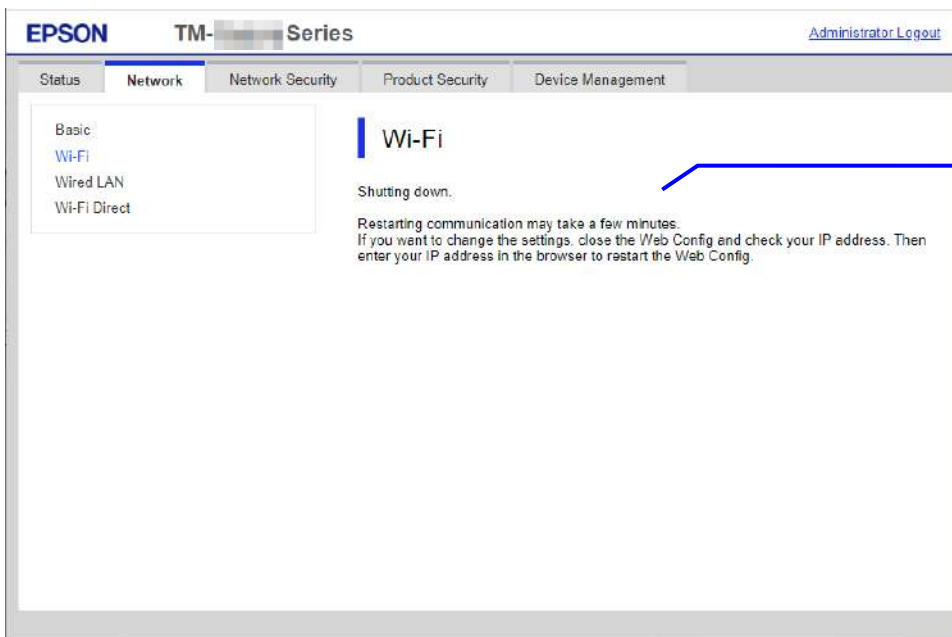 EPSON TM- Series Administrator Logout
Status Network Network Security Product Security Device Management
Basic
Wi-Fi
Wired LAN
Wi-Fi Direct
Wi-Fi
Shutting down.
Restarting communication may take a few minutes.
If you want to change the settings, close the Web Config and check your IP address. Then
enter your IP address in the browser to restart the Web Config.